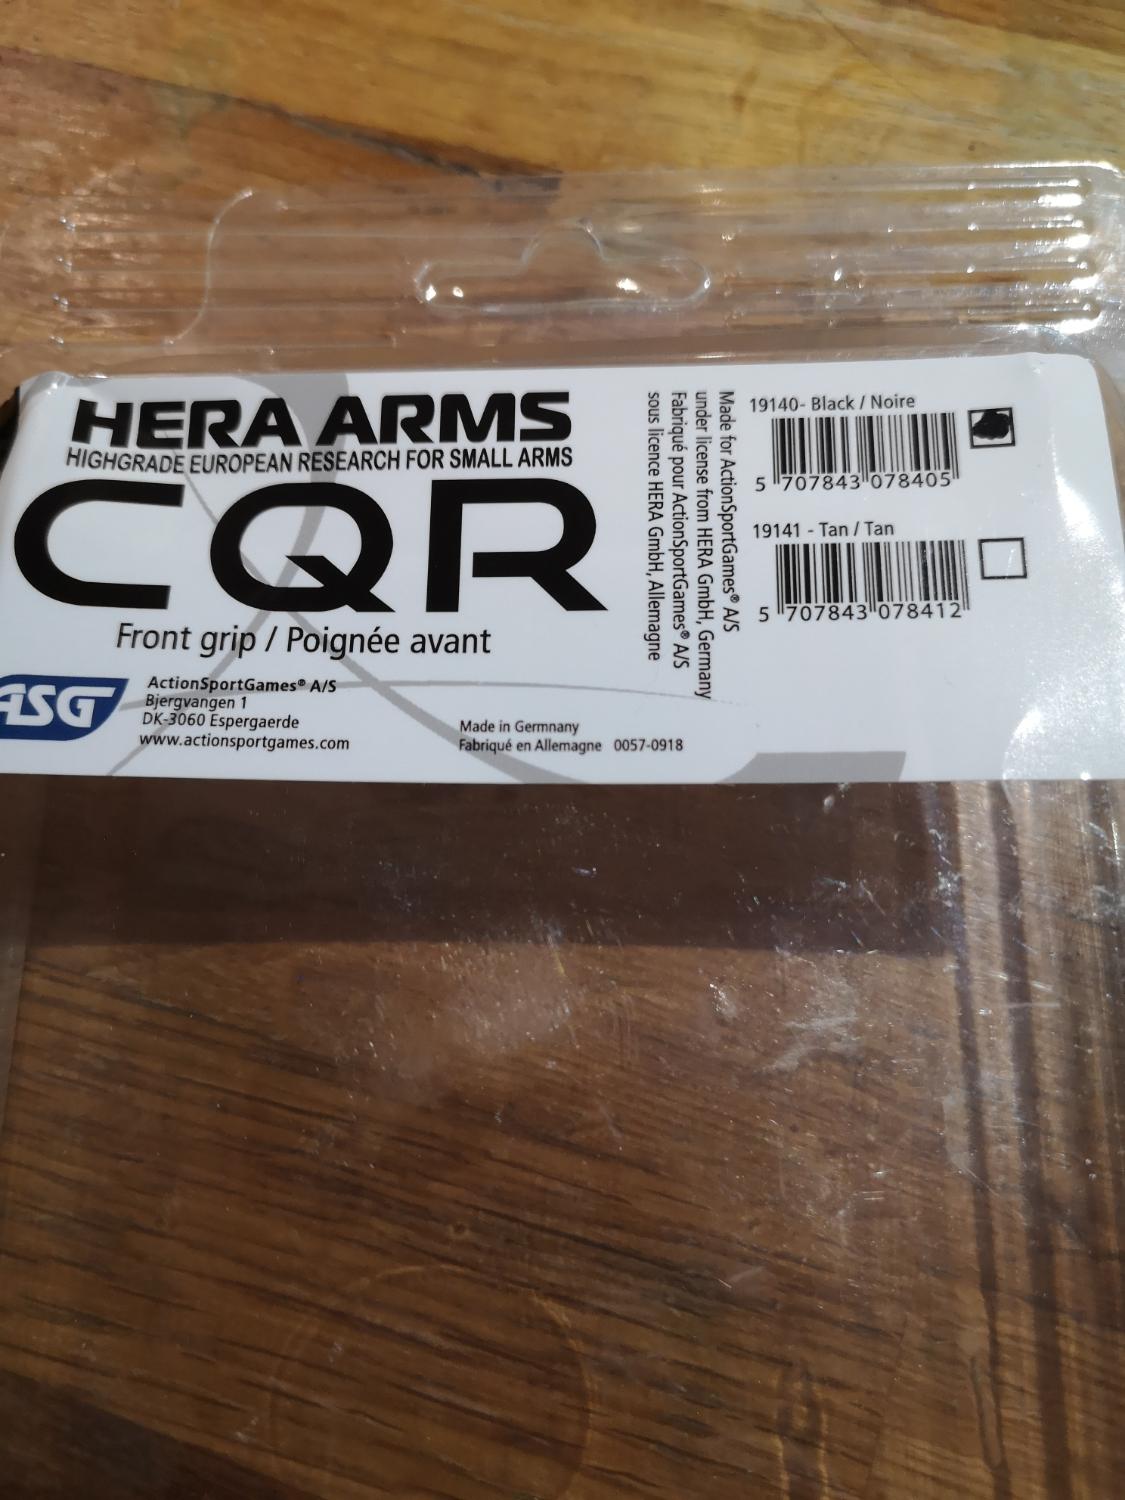 HERA ARMS
HIGHGRADE EUROPEAN RESEARCH FOR SMALL ARMS
CQR
Front grip / Poignée avant
ASG
ActionSportGames® A/S
Bjergvangen 1
DK-3060 Espergaerde
www.actionsportgames.com
Made in Germnany
Fabriqué en Allemagne 0057-0918
Made for ActionSportGames® A/S
under license from HERA GmbH, Germany
Fabriqué pour ActionSportGames® A/S
sous licence HERA GmbH, Allemagne
19140- Black / Noire
5 707843 078405
19141 - Tan / Tan
5 707843 078412